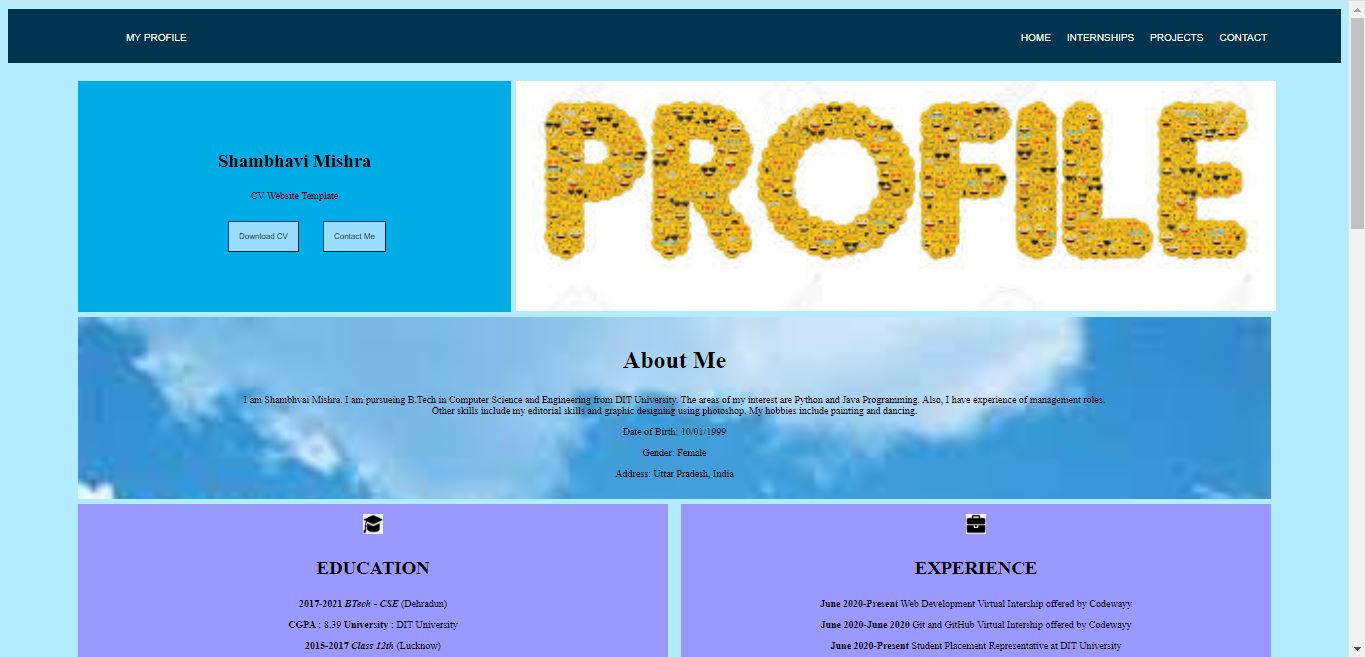 MY PROFILE
HOME INTERNSHIPS PROJECTS CONTACT
Shambhavi Mishra
CV Website Template
Download CV Contact Me
PROFILE
About Me
I am Shambhvai Mishra. I am pursueing B.Tech in Computer Science and Engineering from DIT University. The areas of my interest are Python and Java Programming. Also, I have experience of management roles.
Other skills include my editorial skills and graphic designing using photoshop. My hobbies include painting and dancing.
Date of Birth: 10/01/1999
Gender: Female
Address: Uttar Pradesh, India
EDUCATION
2017-2021 BTech - CSE (Dehradun)
CGPA : 8.39 University : DIT University
2015-2017 Class 12th (Lucknow)
EXPERIENCE
June 2020-Present Web Development Virtual Intership offered by Codewayy
June 2020-June 2020 Git and GitHub Virtual Intership offered by Codewayy
June 2020-Present Student Placement Representative at DIT University